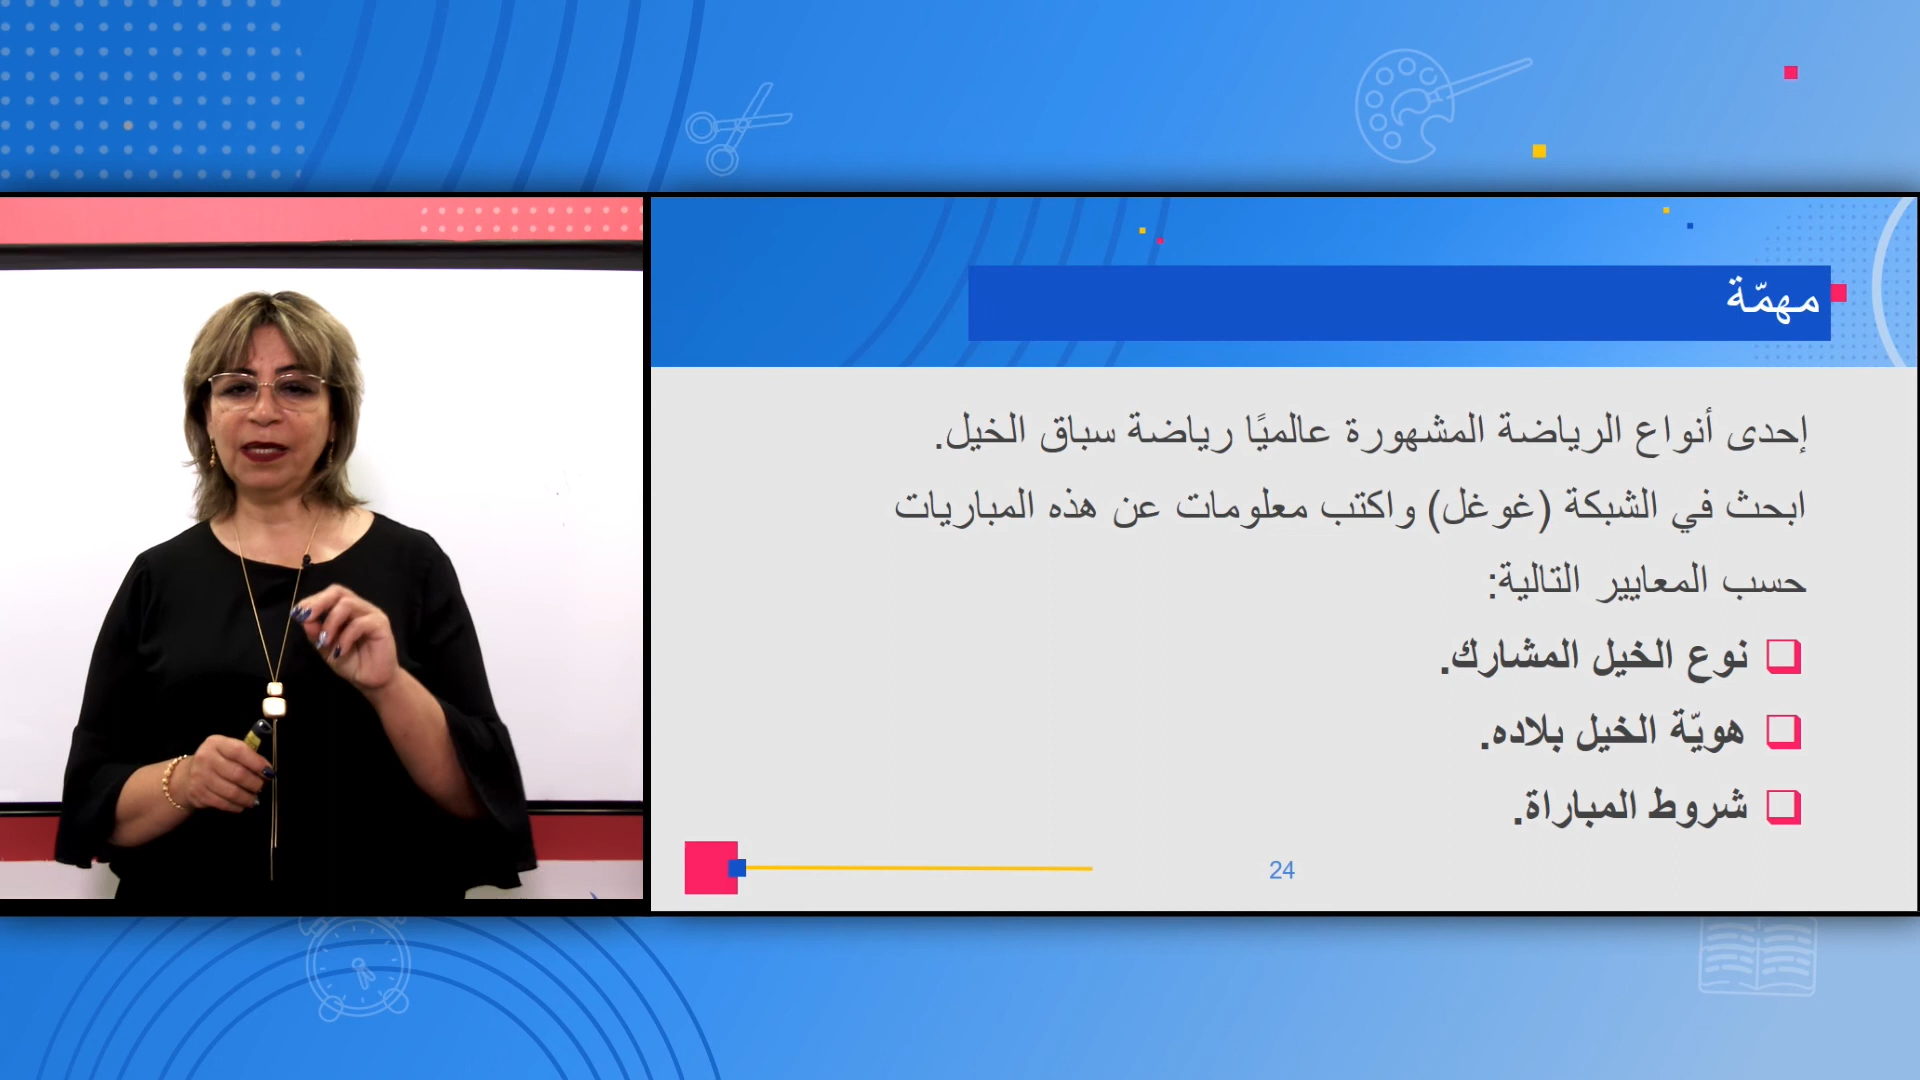 مهمّة
إحدى أنواع الرياضة المشهورة عالميًا رياضة سباق الخيل.
ابحث في الشبكة (غوغل) واكتب معلومات عن هذه المباريات
حسب المعايير التالية:
نوع الخيل المشارك.
هويّة الخيل بلاده.
شروط المباراة.
24